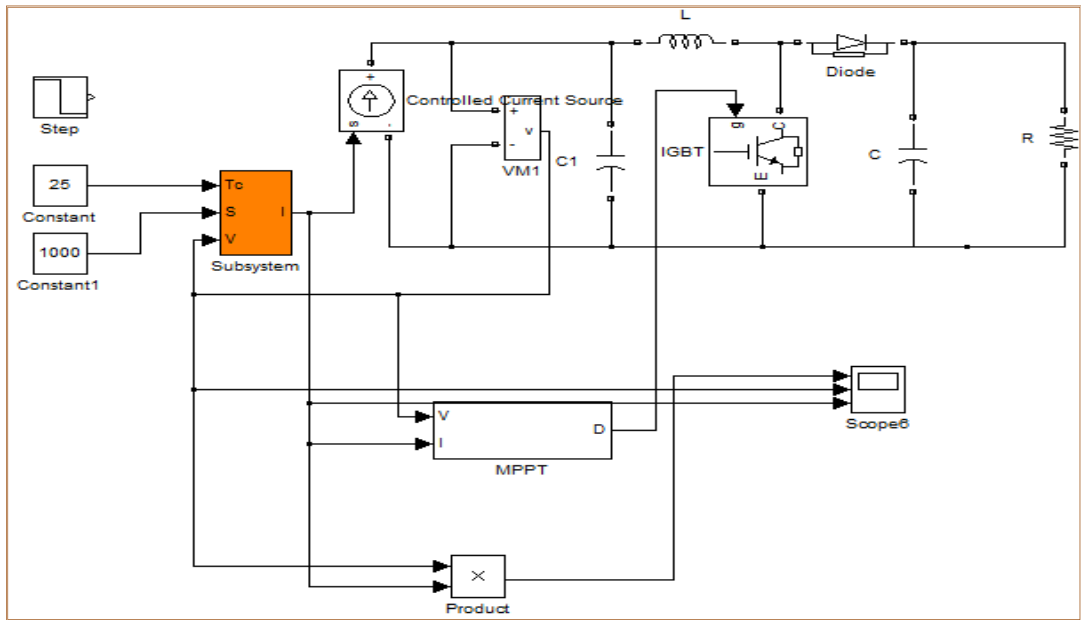 L
Diode
+
Controlled Current Source
s
-
Step
+
v
-
VM1
C1
g
C
IGBT
E
C
R
25
Constant
Tc
S
I
V
Subsystem
1000
Constant1
Scope6
V
D
I
MPPT
×
Product